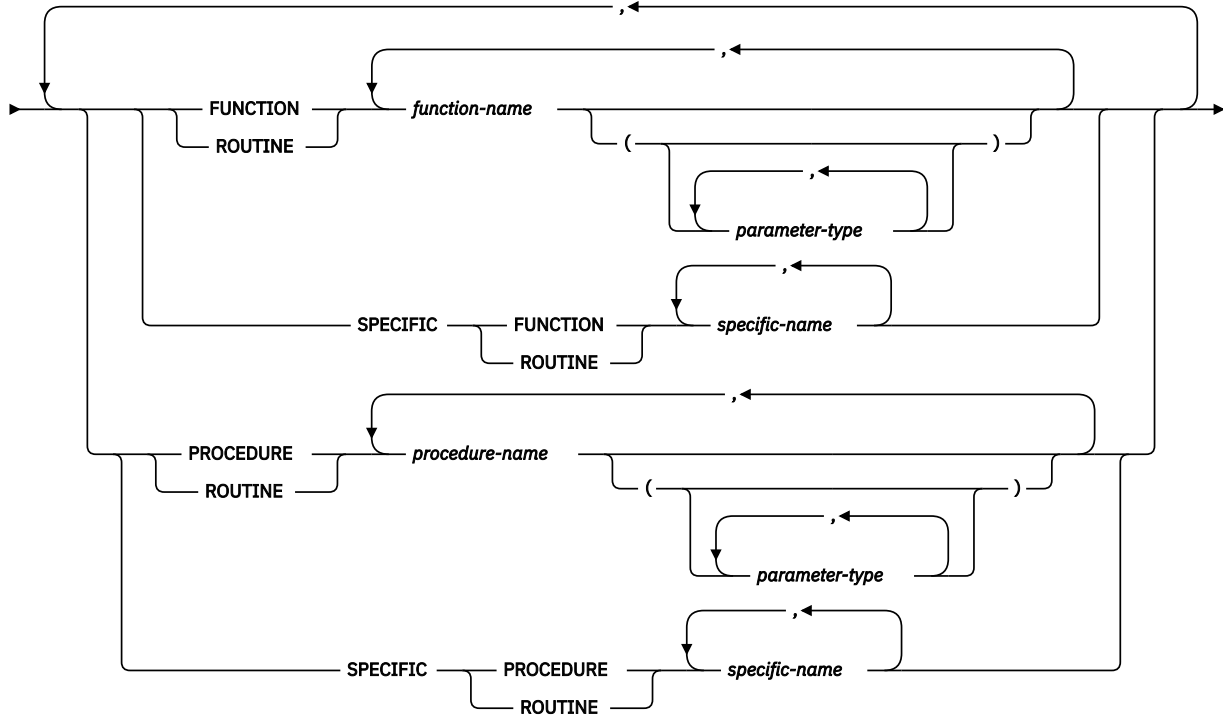 ,
,
FUNCTION function-name
ROUTINE ( )
,
parameter-type
,
SPECIFIC FUNCTION specific-name
ROUTINE
,
PROCEDURE procedure-name
ROUTINE ( )
,
parameter-type
,
SPECIFIC PROCEDURE specific-name
ROUTINE